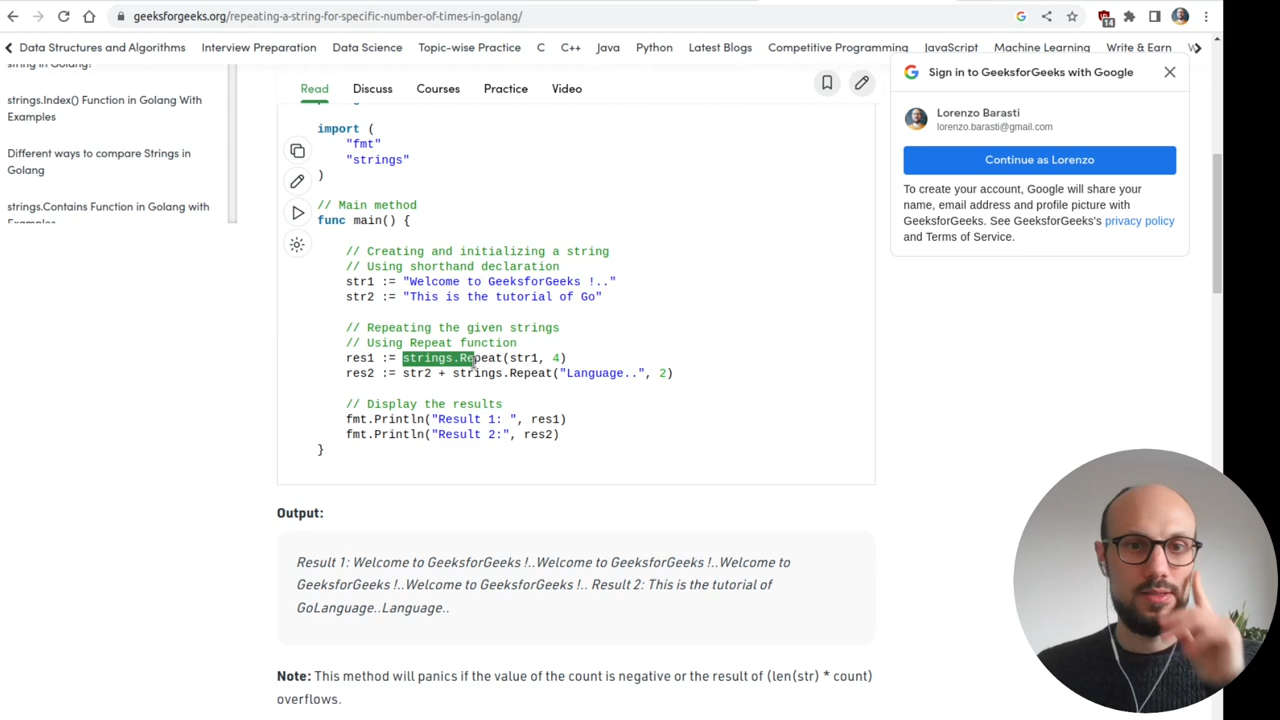 geeksforgeeks.org/repeating-a-string-for-specific-number-of-times-in-golang/
14
Data Structures and Algorithms Interview Preparation Data Science Topic-wise Practice C C++ Java Python Latest Blogs Competitive Programming JavaScript Machine Learning Write & Earn
string in Golang?
strings.Index() Function in Golang With
Examples
Different ways to compare Strings in
Golang
strings.Contains Function in Golang with
Examples
Read Discuss Courses Practice Video
import (
"fmt"
"strings"
)
// Main method
func main() {
// Creating and initializing a string
// Using shorthand declaration
str1 := "Welcome to GeeksforGeeks !.."
str2 := "This is the tutorial of Go"
// Repeating the given strings
// Using Repeat function
res1 := strings.Repeat(str1, 4)
res2 := str2 + strings.Repeat("Language..", 2)
// Display the results
fmt.Println("Result 1: ", res1)
fmt.Println("Result 2:", res2)
}
Output:
Result 1: Welcome to GeeksforGeeks !..Welcome to GeeksforGeeks !..Welcome to
GeeksforGeeks !..Welcome to GeeksforGeeks !.. Result 2: This is the tutorial of
GoLanguage..Language..
Note: This method will panics if the value of the count is negative or the result of (len(str) * count)
overflows.
Sign in to GeeksforGeeks with Google
Lorenzo Barasti
lorenzo.barasti@gmail.com
Continue as Lorenzo
To create your account, Google will share your
name, email address and profile picture with
GeeksforGeeks. See GeeksforGeeks's privacy policy
and Terms of Service.